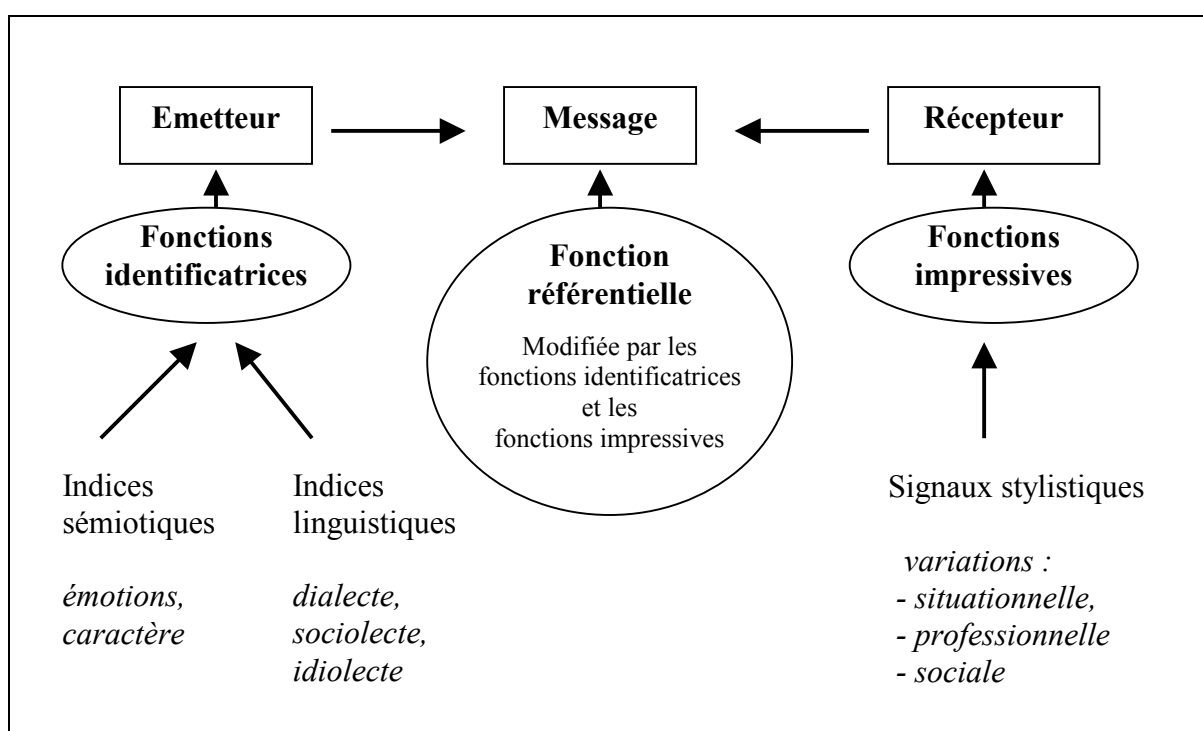 Emetteur
Message
Récepteur
Fonctions
identificatrices
Fonction
référentielle
Modifiée par les
fonctions identificatrices
et les
fonctions impressives
Fonctions
impressives
Indices
sémiotiques
émotions,
caractère
Indices
linguistiques
dialecte,
sociolecte,
idiolecte
Signaux stylistiques
variations :
- situationnelle,
- professionnelle
- sociale